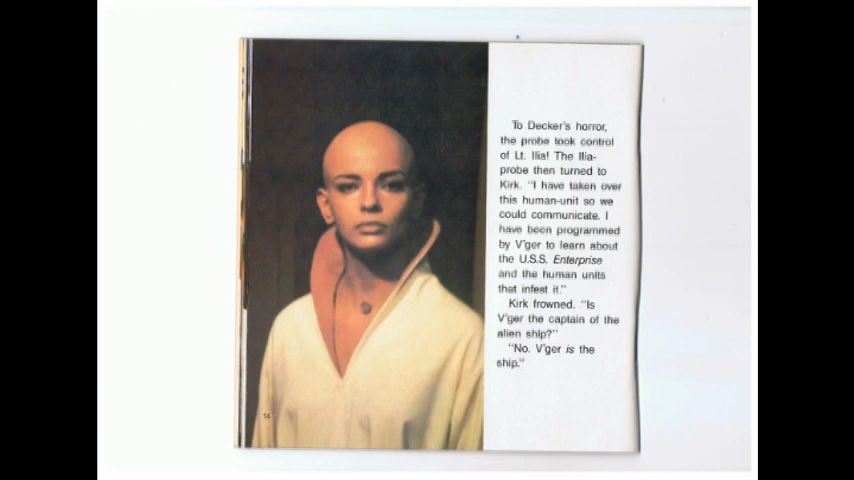 To Decker's horror,
the probe took control
of Lt. Ilia! The Ilia-
probe then turned to
Kirk. "I have taken over
this human-unit so we
could communicate. I
have been programmed
by V'ger to learn about
the U.S.S. Enterprise
and the human units
that infest it."
Kirk frowned. "Is
V'ger the captain of the
alien ship?"
"No. V'ger is the
ship."
14